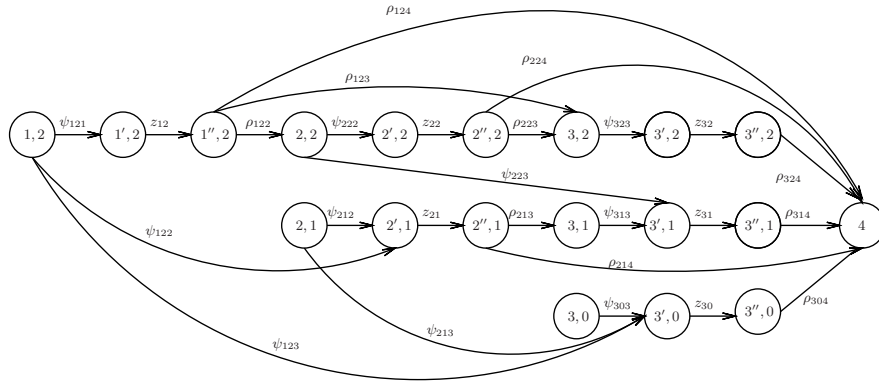 ρ₁₂₄
ρ₂₂₄
ρ₁₂₃
ψ₁₂₁ z₁₂ ρ₁₂₂ ψ₂₂₂ z₂₂ ρ₂₂₃ ψ₃₂₃ z₃₂
1, 2 1′, 2 1′′, 2 2, 2 2′, 2 2′′, 2 3, 2 3′, 2 3′′, 2
ρ₃₂₄
ψ₂₂₃
ψ₂₁₂ z₂₁ ρ₂₁₃ ψ₃₁₃ z₃₁ ρ₃₁₄
2, 1 2′, 1 2′′, 1 3, 1 3′, 1 3′′, 1 4
ψ₁₂₂
ρ₂₁₄
ψ₃₀₃ z₃₀ ρ₃₀₄
3, 0 3′, 0 3′′, 0
ψ₂₁₃
ψ₁₂₃